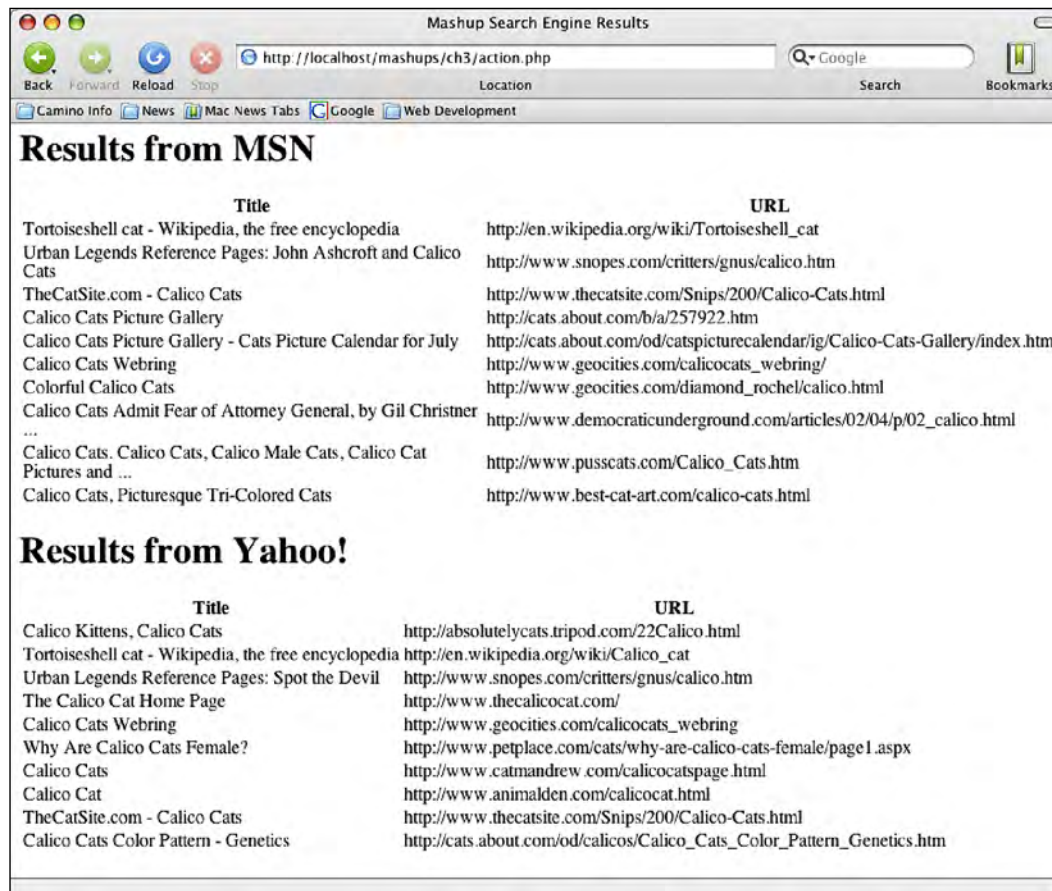 Mashup Search Engine Results
http://localhost/mashups/ch3/action.php
Google
Back Forward Reload Stop Location Search Bookmarks
Camino Info News Mac News Tabs Google Web Development
Results from MSN
Title URL
Tortoiseshell cat - Wikipedia, the free encyclopedia http://en.wikipedia.org/wiki/Tortoiseshell_cat
Urban Legends Reference Pages: John Ashcroft and Calico
Cats http://www.snopes.com/critters/gnus/calico.htm
TheCatSite.com - Calico Cats http://www.thecatsite.com/Snips/200/Calico-Cats.html
Calico Cats Picture Gallery http://cats.about.com/b/a/257922.htm
Calico Cats Picture Gallery - Cats Picture Calendar for July http://cats.about.com/od/catspicturecalendar/ig/Calico-Cats-Gallery/index.htm
Calico Cats Webring http://www.geocities.com/calicocats_webring/
Colorful Calico Cats http://www.geocities.com/diamond_rochel/calico.html
Calico Cats Admit Fear of Attorney General, by Gil Christner
... http://www.democraticunderground.com/articles/02/04/p/02_calico.html
Calico Cats. Calico Cats, Calico Male Cats, Calico Cat
Pictures and ... http://www.pusscats.com/Calico_Cats.htm
Calico Cats, Picturesque Tri-Colored Cats http://www.best-cat-art.com/calico-cats.html
Results from Yahoo!
Title URL
Calico Kittens, Calico Cats http://absolutelycats.tripod.com/22Calico.html
Tortoiseshell cat - Wikipedia, the free encyclopedia http://en.wikipedia.org/wiki/Calico_cat
Urban Legends Reference Pages: Spot the Devil http://www.snopes.com/critters/gnus/calico.htm
The Calico Cat Home Page http://www.thecalicocat.com/
Calico Cats Webring http://www.geocities.com/calicocats_webring
Why Are Calico Cats Female? http://www.petplace.com/cats/why-are-calico-cats-female/page1.aspx
Calico Cats http://www.catmandrew.com/calicocatspage.html
Calico Cat http://www.animalden.com/calicocat.html
TheCatSite.com - Calico Cats http://www.thecatsite.com/Snips/200/Calico-Cats.html
Calico Cats Color Pattern - Genetics http://cats.about.com/od/calicos/Calico_Cats_Color_Pattern_Genetics.htm